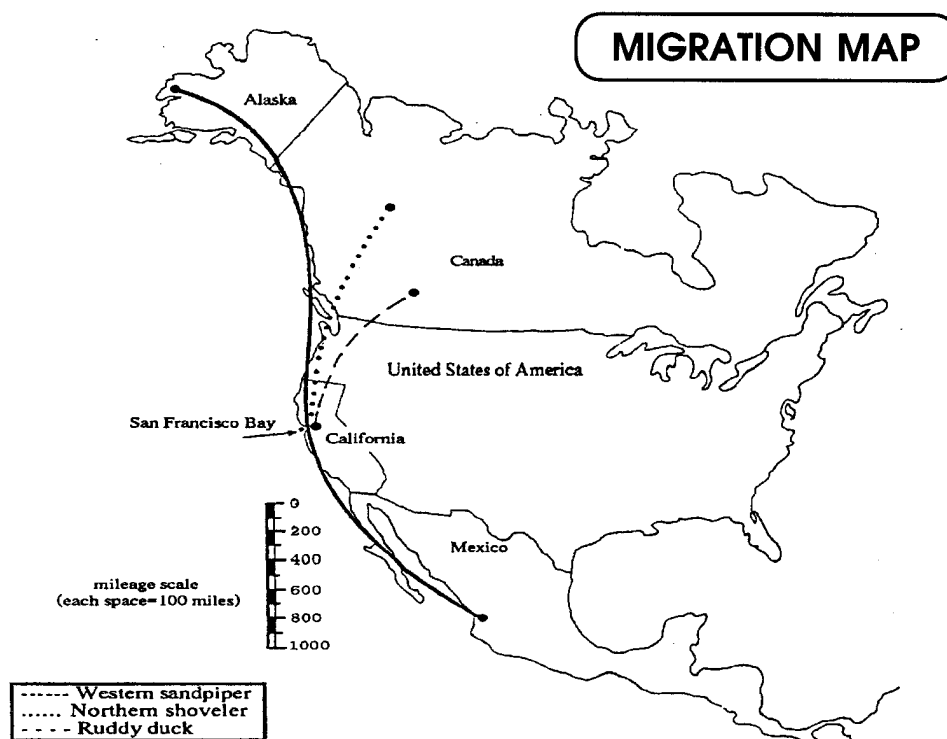 MIGRATION MAP
Alaska
Canada
United States of America
San Francisco Bay
California
Mexico
0
200
400
600
800
1000
mileage scale
(each space=100 miles)
------- Western sandpiper
....... Northern shoveler
- - - - Ruddy duck